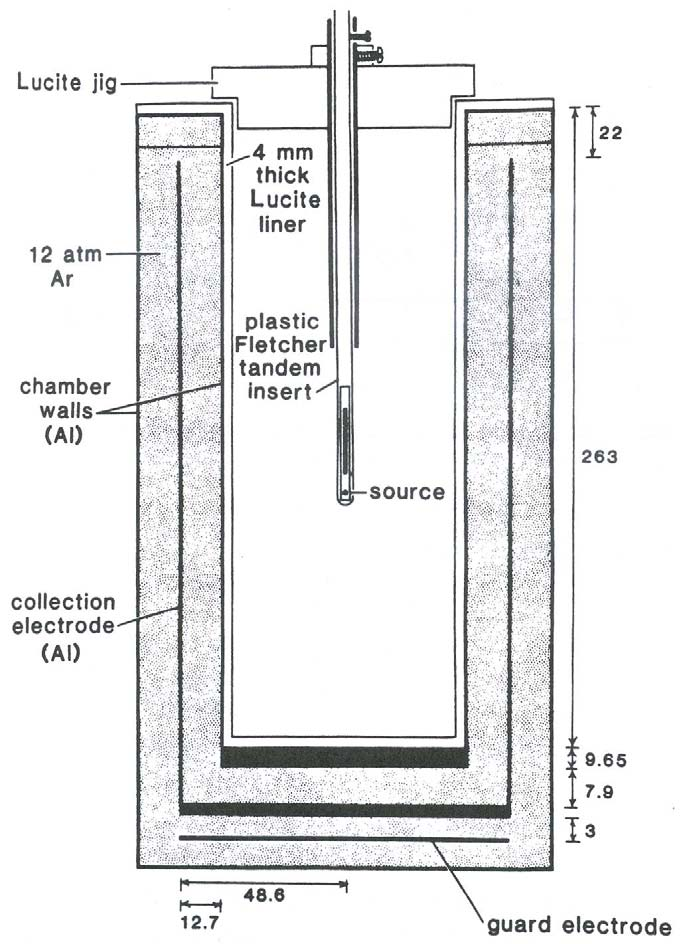 Lucite jig
22
4 mm
thick
Lucite
liner
12 atm
Ar
plastic
Fletcher
tandem
insert
chamber
walls
(Al)
263
source
collection
electrode
(Al)
9.65
7.9
3
48.6
12.7
guard electrode